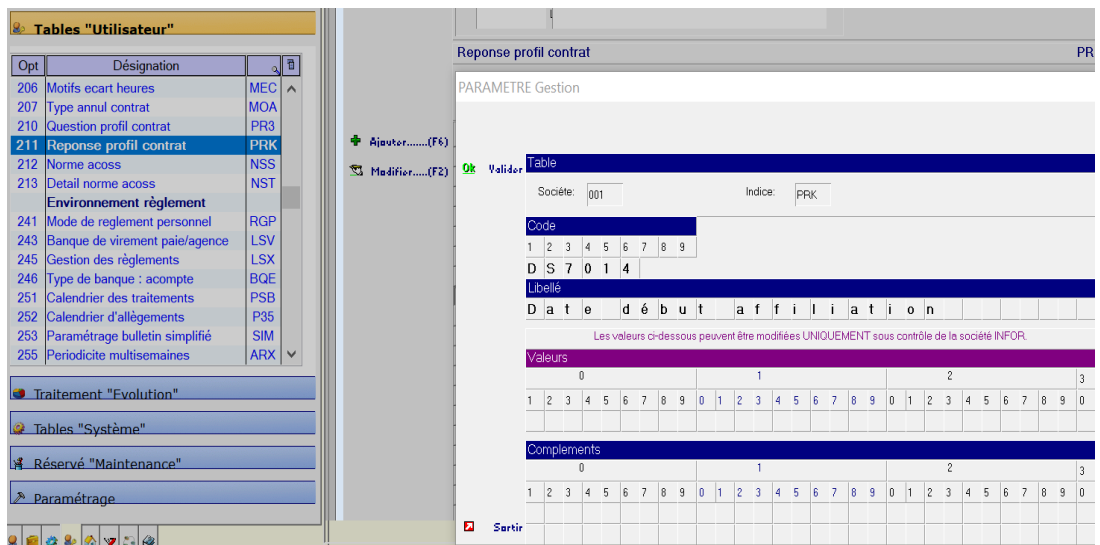 Tables "Utilisateur"
Opt Désignation
206 Motifs ecart heures MEC
207 Type annul contrat MOA
210 Question profil contrat PR3
211 Reponse profil contrat PRK
212 Norme acoss NSS
213 Detail norme acoss NST
Environnement règlement
241 Mode de reglement personnel RGP
243 Banque de virement paie/agence LSV
245 Gestion des règlements LSX
246 Type de banque : acompte BQE
251 Calendrier des traitements PSB
252 Calendrier d'allègements P35
253 Paramétrage bulletin simplifié SIM
255 Periodicite multisemaines ARX
Traitement "Evolution"
Tables "Système"
Réservé "Maintenance"
Paramétrage
Ajouter.......(F6)
Modifier.....(F2)
Reponse profil contrat PR
PARAMETRE Gestion
Ok Valider
Table
Sociéte: 001 Indice: PRK
Code
1 2 3 4 5 6 7 8 9
D S 7 0 1 4
Libellé
Date début affiliation
Les valeurs ci-dessous peuvent être modifiées UNIQUEMENT sous contrôle de la société INFOR.
Valeurs
0 1 2 3
1 2 3 4 5 6 7 8 9 0 1 2 3 4 5 6 7 8 9 0 1 2 3 4 5 6 7 8 9 0
Complements
0 1 2 3
1 2 3 4 5 6 7 8 9 0 1 2 3 4 5 6 7 8 9 0 1 2 3 4 5 6 7 8 9 0
Sortir